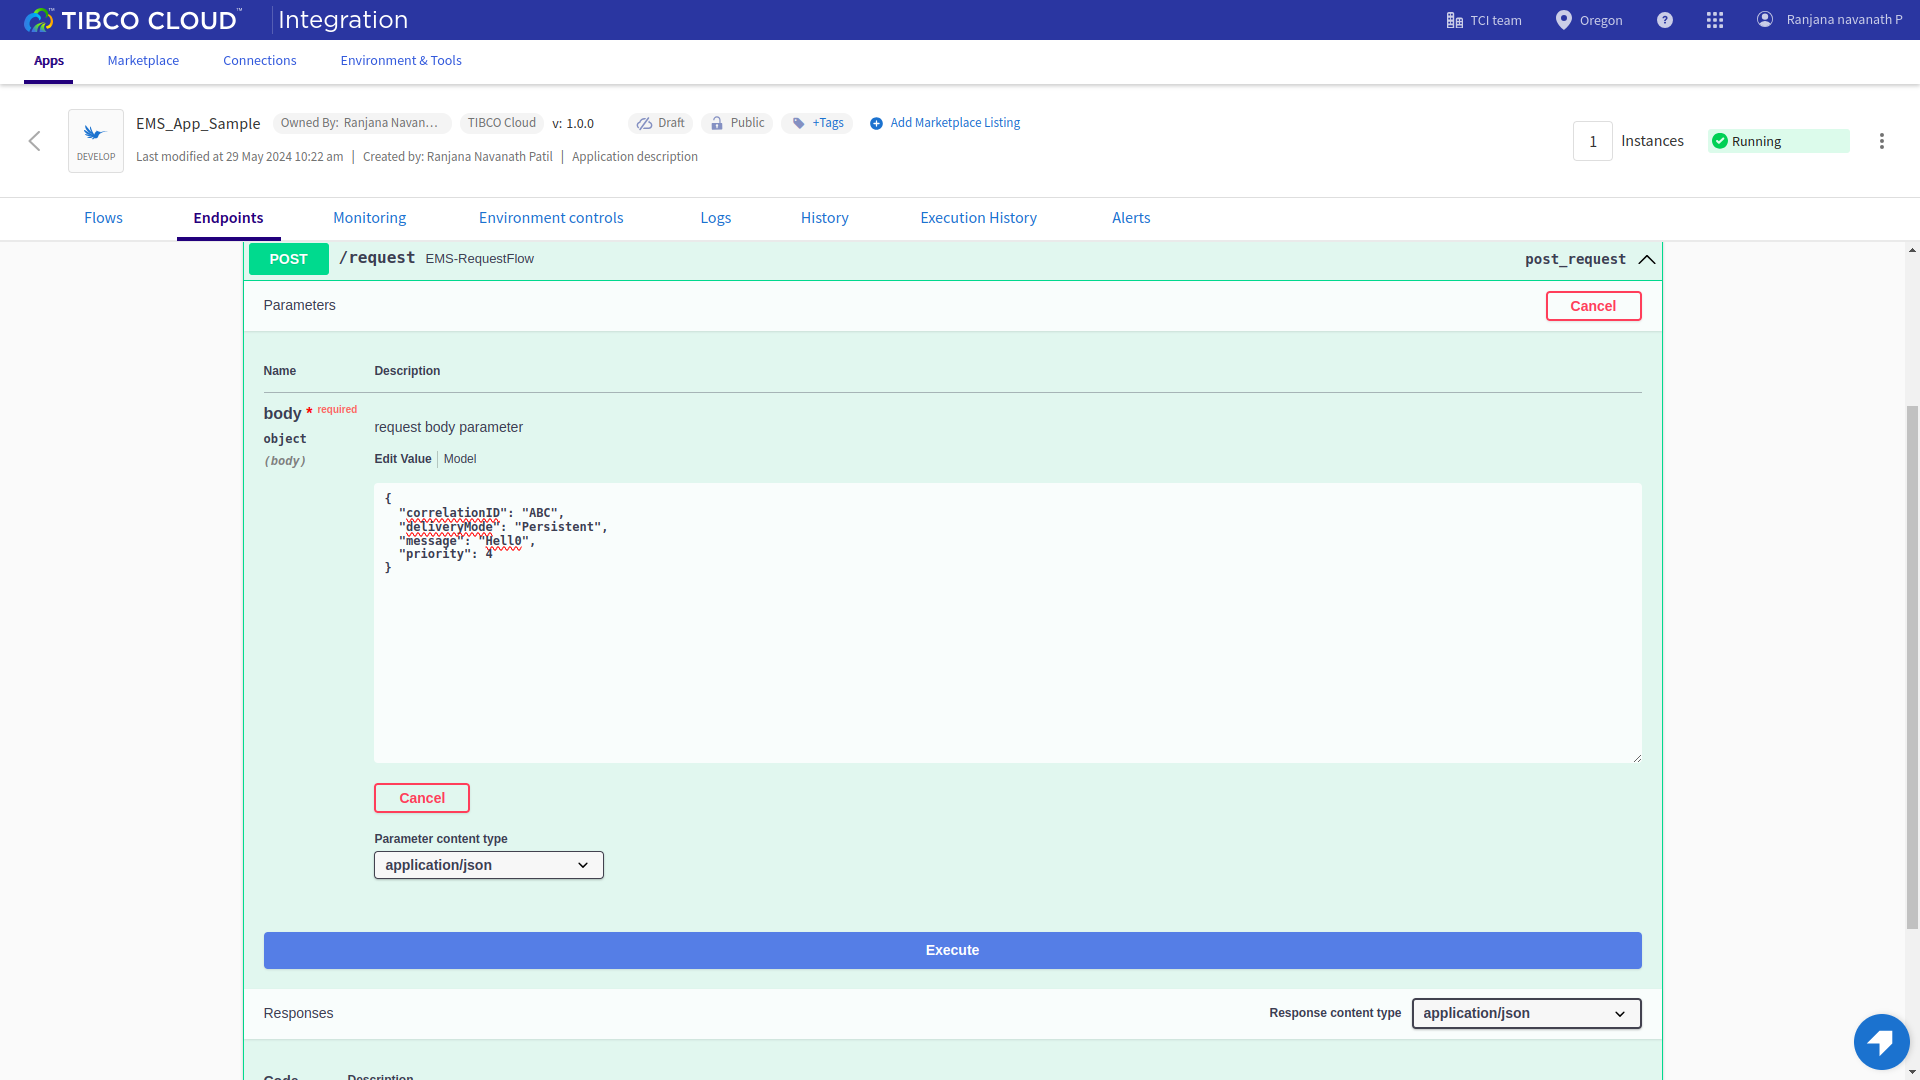 TIBCO CLOUD™ Integration
TCI team
Oregon
?
Ranjana navanath P
Apps
Marketplace
Connections
Environment & Tools
DEVELOP
EMS_App_Sample
Owned By: Ranjana Navan...
TIBCO Cloud
v: 1.0.0
Draft
Public
+Tags
Add Marketplace Listing
Last modified at 29 May 2024 10:22 am | Created by: Ranjana Navanath Patil | Application description
1
Instances
Running
Flows
Endpoints
Monitoring
Environment controls
Logs
History
Execution History
Alerts
POST /request EMS-RequestFlow
post_request
Parameters
Cancel
Name
Description
body * required
object
(body)
request body parameter
Edit Value | Model
{
"correlationID": "ABC",
"deliveryMode": "Persistent",
"message": "Hell0",
"priority": 4
}
Cancel
Parameter content type
application/json
Execute
Responses
Response content type
application/json
Code
Description